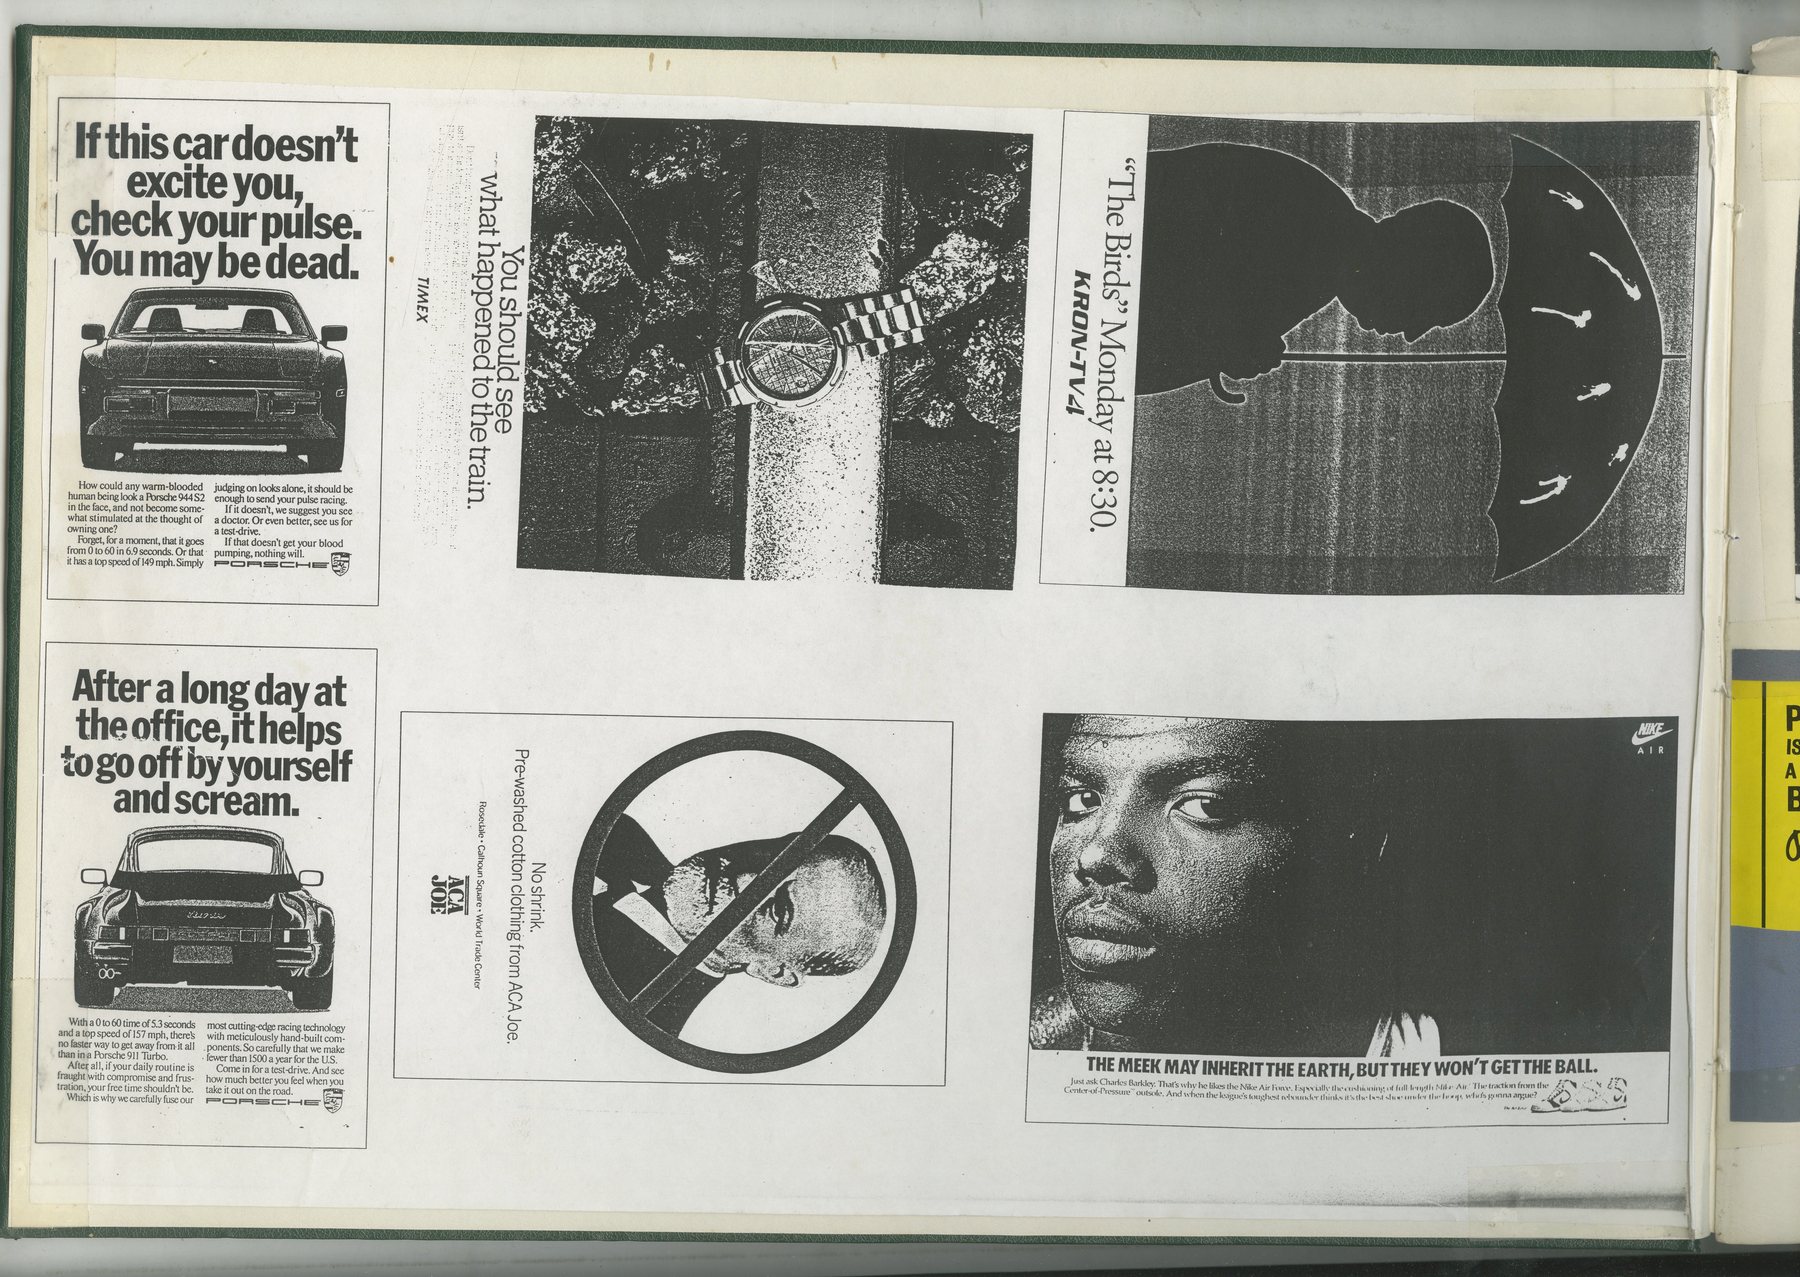 If this car doesn't
excite you,
check your pulse.
You may be dead.
How could any warm-blooded
human being look a Porsche 944 S2
in the face, and not become some-
what stimulated at the thought of
owning one?
Forget, for a moment, that it goes
from 0 to 60 in 6.9 seconds. Or that
it has a top speed of 149 mph. Simply
judging on looks alone, it should be
enough to send your pulse racing.
If it doesn't, we suggest you see
a doctor. Or even better, see us for
a test-drive.
If that doesn't get your blood
pumping, nothing will.
PORSCHE
You should see
what happened to the train.
TIMEX
"The Birds" Monday at 8:30.
KRON-TV4
After a long day at
the office, it helps
to go off by yourself
and scream.
With a 0 to 60 time of 5.3 seconds
and a top speed of 157 mph, there's
no faster way to get away from it all
than in a Porsche 911 Turbo.
After all, if your daily routine is
fraught with compromise and frus-
tration, your free time shouldn't be.
Which is why we carefully fuse our
most cutting-edge racing technology
with meticulously hand-built com-
ponents. So carefully that we make
fewer than 1500 a year for the U.S.
Come in for a test-drive. And see
how much better you feel when you
take it out on the road.
PORSCHE
No shrink.
Pre-washed cotton clothing from ACA Joe.
Rosedale • Calhoun Square • World Trade Center
ACA
JOE
NIKE
AIR
THE MEEK MAY INHERIT THE EARTH, BUT THEY WON'T GET THE BALL.
Just ask Charles Barkley. That's why he likes the Nike Air Force. Especially the cushioning of full length Nike Air. The traction from the
Center-of-Pressure™ outsole. And when the league's toughest rebounder thinks it's the best shoe under the hoop, who's gonna argue?
P
IS
A
B